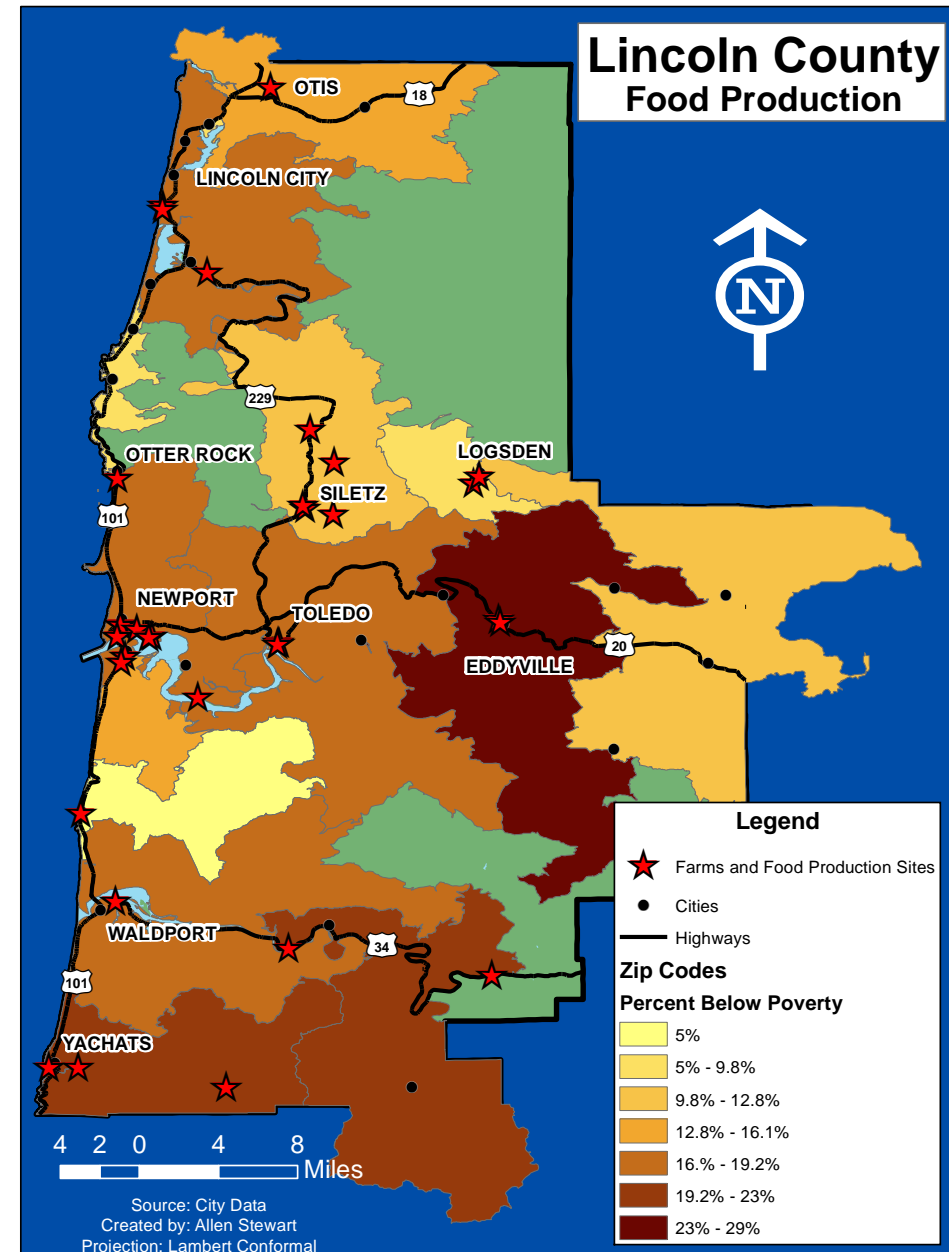 Lincoln County
Food Production
OTIS
18
LINCOLN CITY
N
229
OTTER ROCK
LOGSDEN
SILETZ
101
NEWPORT
TOLEDO
EDDYVILLE
20
WALDPORT
34
101
YACHATS
4 2 0 4 8
Miles
Source: City Data
Created by: Allen Stewart
Projection: Lambert Conformal
Legend
Farms and Food Production Sites
Cities
Highways
Zip Codes
Percent Below Poverty
5%
5% - 9.8%
9.8% - 12.8%
12.8% - 16.1%
16.% - 19.2%
19.2% - 23%
23% - 29%